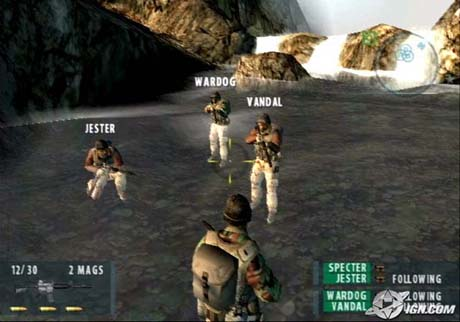 WARDOG
VANDAL
JESTER
12/30 2 MAGS
SPECTER
JESTER FOLLOWING
WARDOG
VANDAL
IGN.COM